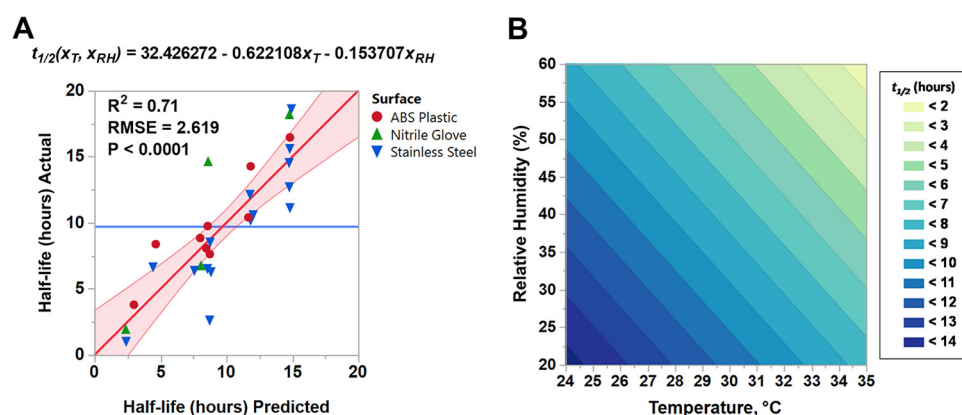 A
t1/2(xT, xRH) = 32.426272 - 0.622108xT - 0.153707xRH
R2 = 0.71
RMSE = 2.619
P < 0.0001
Surface
ABS Plastic
Nitrile Glove
Stainless Steel
Half-life (hours) Actual
20
15
10
5
0
0 5 10 15 20
Half-life (hours) Predicted
B
Relative Humidity (%)
60
55
50
45
40
35
30
25
20
24 25 26 27 28 29 30 31 32 33 34 35
Temperature, °C
t1/2 (hours)
< 2
< 3
< 4
< 5
< 6
< 7
< 8
< 9
< 10
< 11
< 12
< 13
< 14